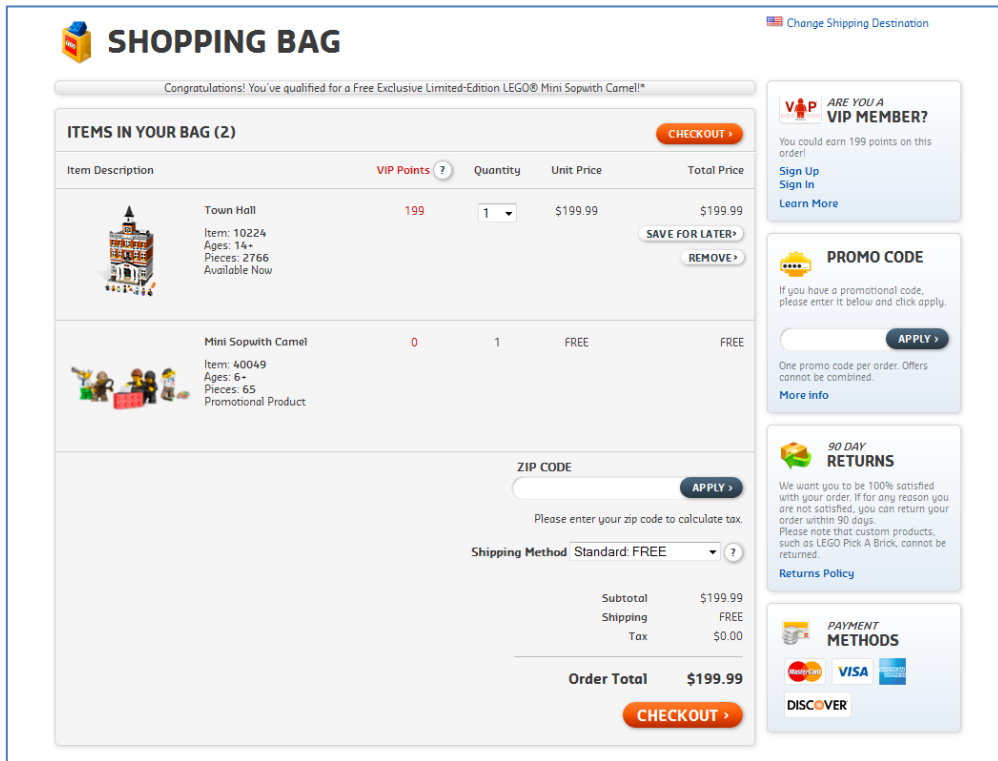 Change Shipping Destination
LEGO
SHOPPING BAG
Congratulations! You've qualified for a Free Exclusive Limited-Edition LEGO® Mini Sopwith Camel!*
ITEMS IN YOUR BAG (2)
CHECKOUT ›
Item Description VIP Points ? Quantity Unit Price Total Price
Town Hall 199 1 $199.99 $199.99
Item: 10224
Ages: 14+
Pieces: 2766
Available Now
SAVE FOR LATER›
REMOVE›
Mini Sopwith Camel 0 1 FREE FREE
Item: 40049
Ages: 6+
Pieces: 65
Promotional Product
ZIP CODE
APPLY ›
Please enter your zip code to calculate tax.
Shipping Method Standard: FREE ?
Subtotal $199.99
Shipping FREE
Tax $0.00
Order Total $199.99
CHECKOUT ›
VIP
ARE YOU A
VIP MEMBER?
You could earn 199 points on this
order!
Sign Up
Sign In
Learn More
PROMO CODE
If you have a promotional code,
please enter it below and click apply.
APPLY ›
One promo code per order. Offers
cannot be combined.
More info
90 DAY
RETURNS
We want you to be 100% satisfied
with your order. If for any reason you
are not satisfied, you can return your
order within 90 days.
Please note that custom products,
such as LEGO Pick A Brick, cannot be
returned.
Returns Policy
PAYMENT
METHODS
MasterCard VISA AMERICAN EXPRESS
DISCOVER